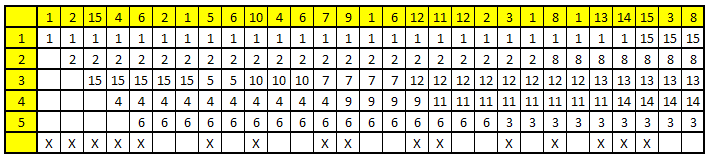 1 2 15 4 6 2 1 5 6 10 4 6 7 9 1 6 12 11 12 2 3 1 8 1 13 14 15 3 8
1 1 1 1 1 1 1 1 1 1 1 1 1 1 1 1 1 1 1 1 1 1 1 1 1 1 1 15 15 15
2 2 2 2 2 2 2 2 2 2 2 2 2 2 2 2 2 2 2 2 2 2 8 8 8 8 8 8 8
3 15 15 15 15 15 5 5 10 10 10 7 7 7 7 12 12 12 12 12 12 12 12 13 13 13 13 13
4 4 4 4 4 4 4 4 4 4 4 9 9 9 9 11 11 11 11 11 11 11 11 14 14 14 14
5 6 6 6 6 6 6 6 6 6 6 6 6 6 6 6 6 3 3 3 3 3 3 3 3 3
X X X X X X X X X X X X X X X X